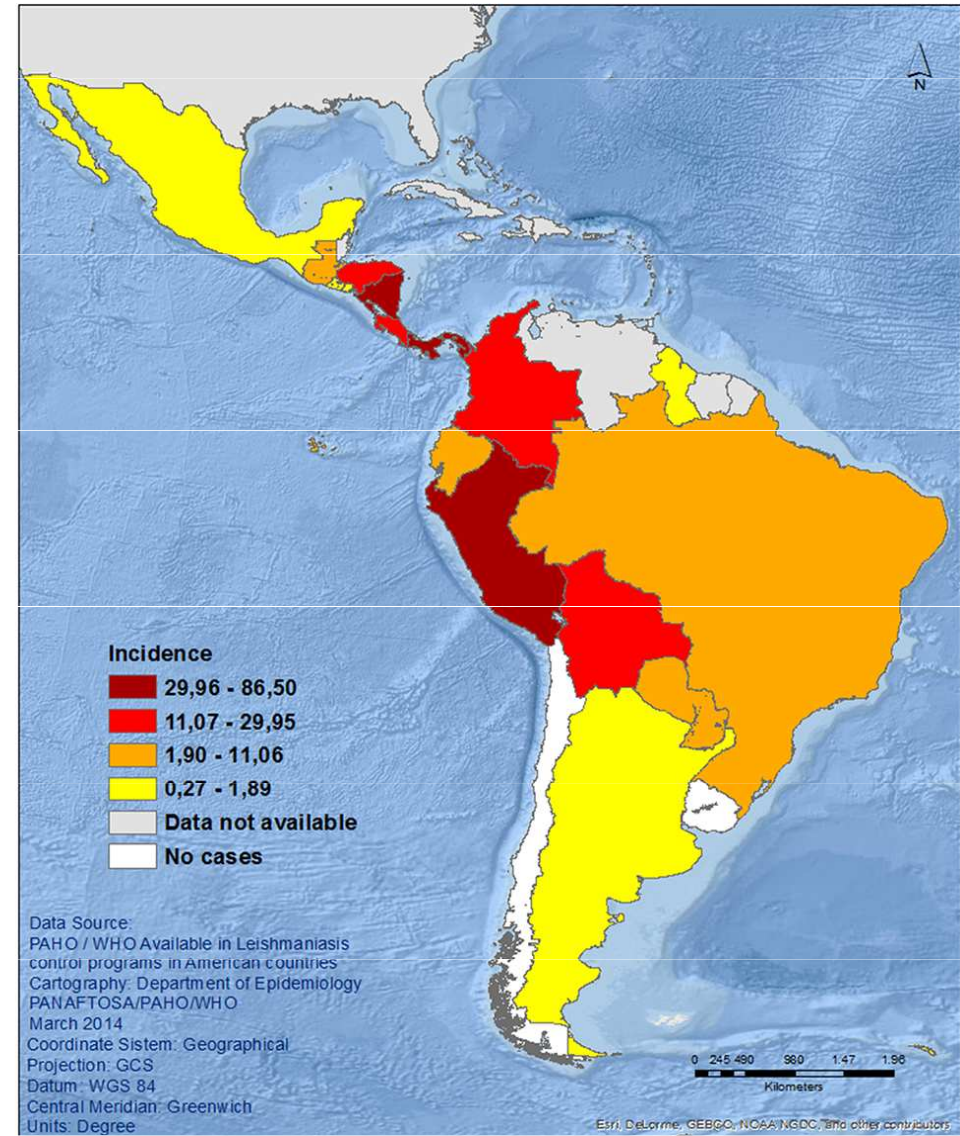 N
Incidence
29,96 - 86,50
11,07 - 29,95
1,90 - 11,06
0,27 - 1,89
Data not available
No cases
Data Source:
PAHO / WHO Available in Leishmaniasis
control programs in American countries
Cartography: Department of Epidemiology
PANAFTOSA/PAHO/WHO
March 2014
Coordinate Sistem: Geographical
Projection: GCS
Datum: WGS 84
Central Meridian: Greenwich
Units: Degree
0 245 490 980 1.47 1.96
Kilometers
Esri, DeLorme, GEBCO, NOAA NGDC, and other contributors